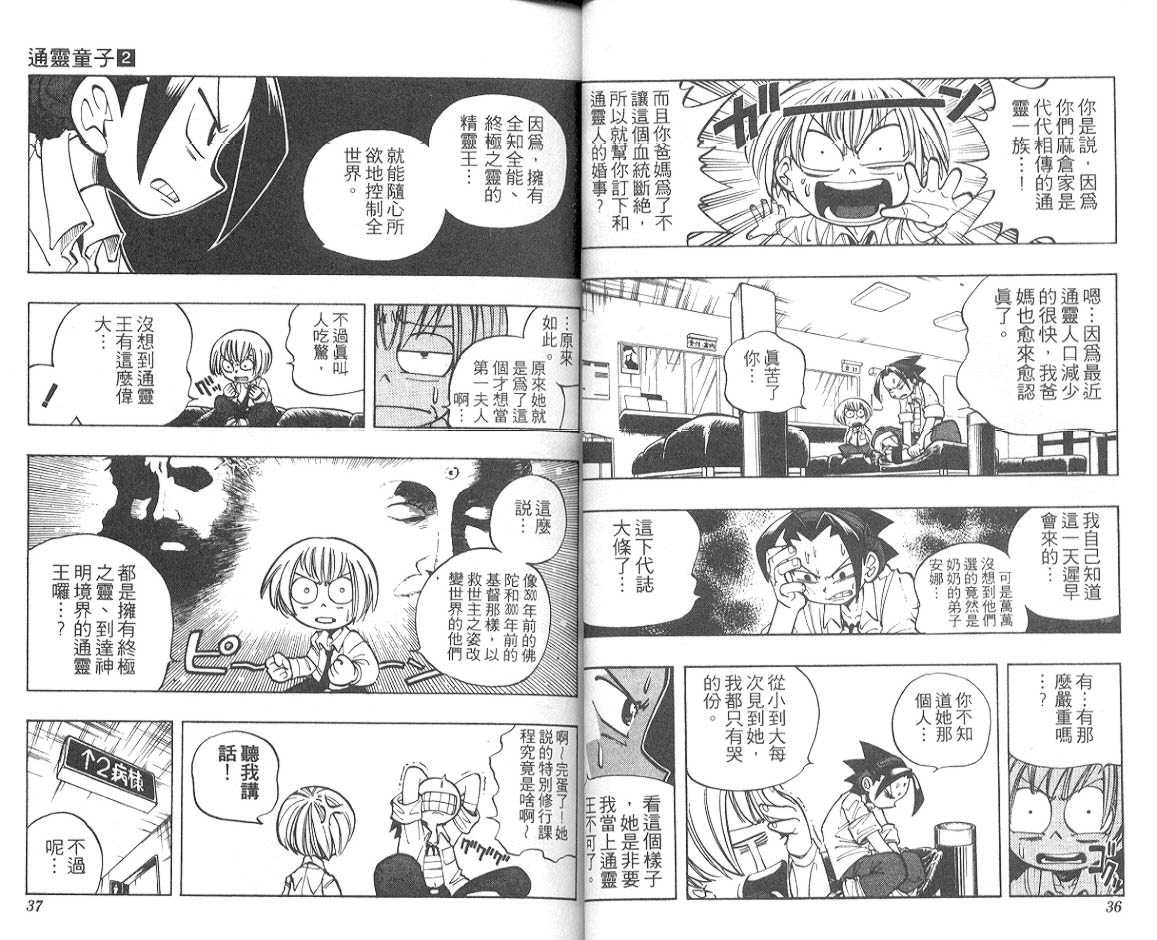 你是說，因為
你們麻倉家是
代代相傳的通
靈一族…！
ガーン
而且你爸媽為了不
讓這個血統斷絕，
所以就幫你訂下和
通靈人的婚事？
嗯…因為最近
通靈人口減少
的很快，我爸
媽也愈來愈認
真了。
真苦了
你…
我自己知道
這一天遲早
會來的…
可是萬萬
沒想到他們
選的竟然是
奶奶的弟子
安娜…
這下代誌
大條了…
有…有那
麼嚴重嗎
…？
ゴクッ
你不知
道她那
個人…
從小到大每
次見到她，
我都只有哭
的份。
看這個樣子
，她是非要
我當上通靈
王不可了。
36
通靈童子2
因為，擁有
全知全能、
終極之靈的
精靈王…
就能隨心所
欲地控制全
世界。
…原來
如此。
原來她就
是為了這
個才想當
第一夫人
啊…
不過真叫
人吃驚，
沒想到通靈
王有這麼偉
大…
！
這麼
說…
像2500年前的佛
陀和2000年前的
基督那樣，以
救世主之姿改
變世界的他們
都是擁有終極
之靈、到達神
明境界的通靈
王囉…？
ピーーッ
啊～完蛋了！她
說的特別修行課
程究竟是啥啊～
聽我講
話！
↑2病棟
不過
呢…
37